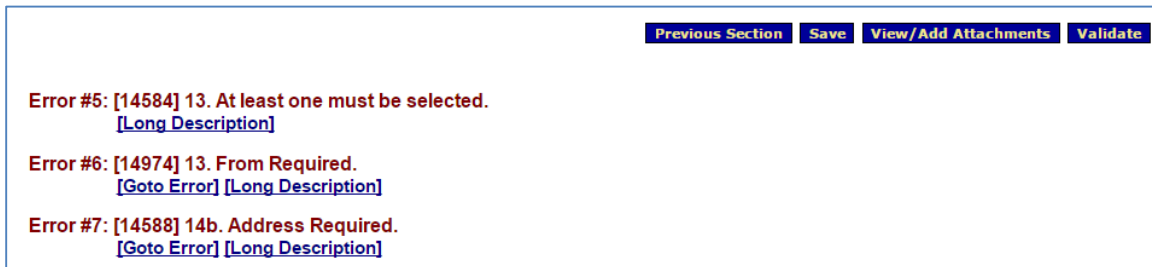 Previous Section Save View/Add Attachments Validate
Error #5: [14584] 13. At least one must be selected.
[Long Description]
Error #6: [14974] 13. From Required.
[Goto Error] [Long Description]
Error #7: [14588] 14b. Address Required.
[Goto Error] [Long Description]